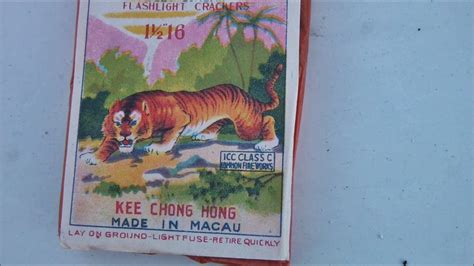 FLASHLIGHT CRACKERS
1½"16
ICC CLASS C
COMMON FIREWORKS
KEE CHONG HONG
MADE IN MACAU
LAY ON GROUND-LIGHT FUSE-RETIRE QUICKLY